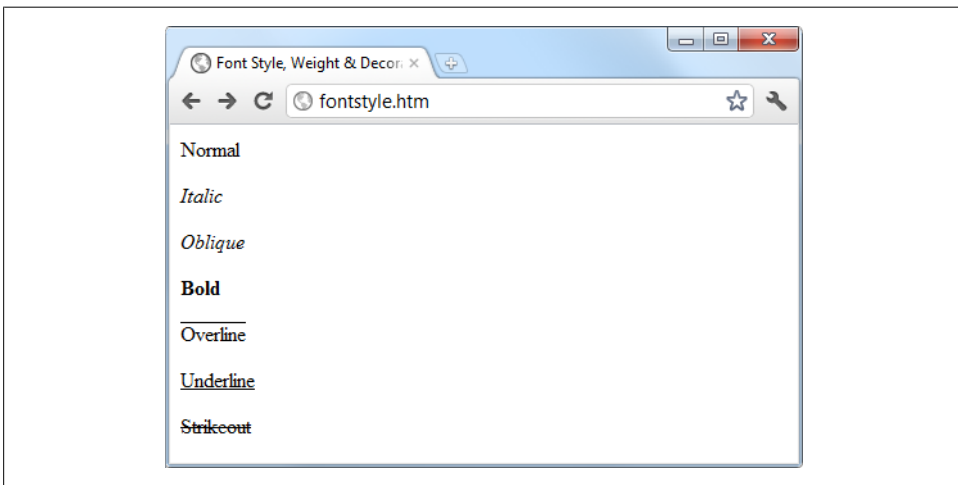 Font Style, Weight & Decor
fontstyle.htm
Normal
Italic
Oblique
Bold
Overline
Underline
Strikeout